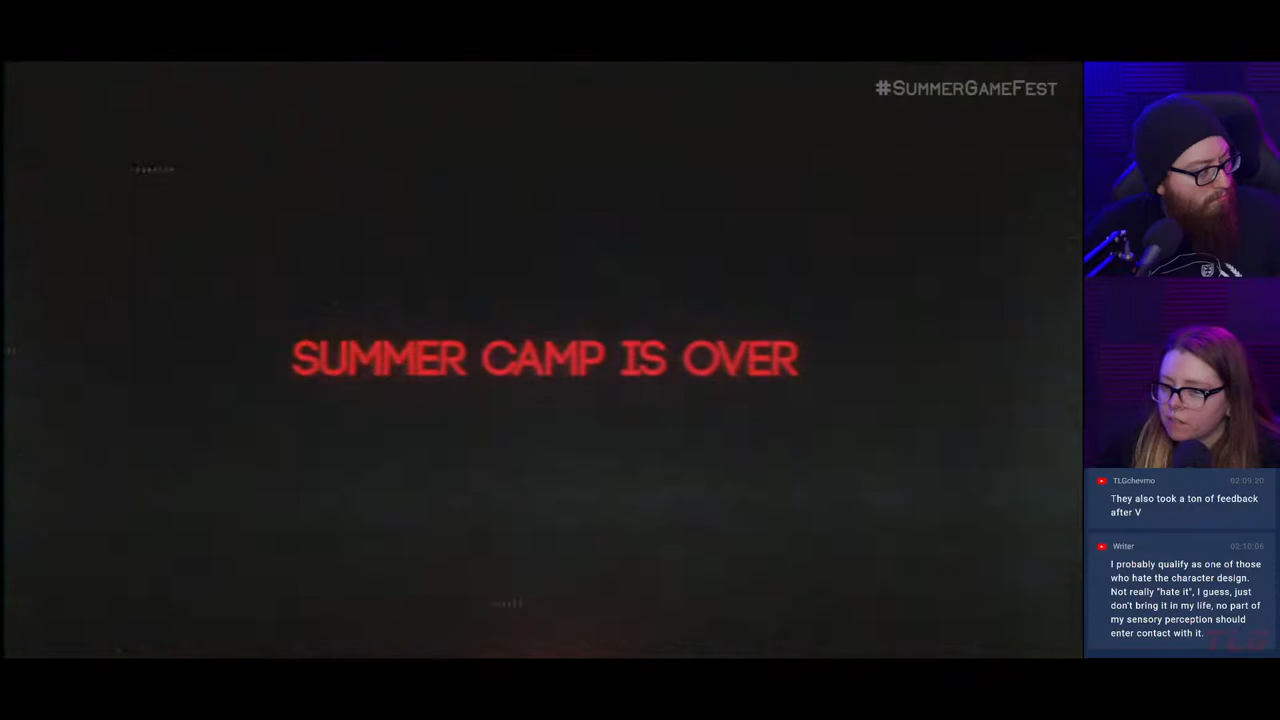 #SummerGameFest
SUMMER CAMP IS OVER
TLGchevmo 02:09:20
They also took a ton of feedback
after V
Writer 02:10:06
I probably qualify as one of those
who hate the character design.
Not really "hate it", I guess, just
don't bring it in my life, no part of
my sensory perception should
enter contact with it.
TLG